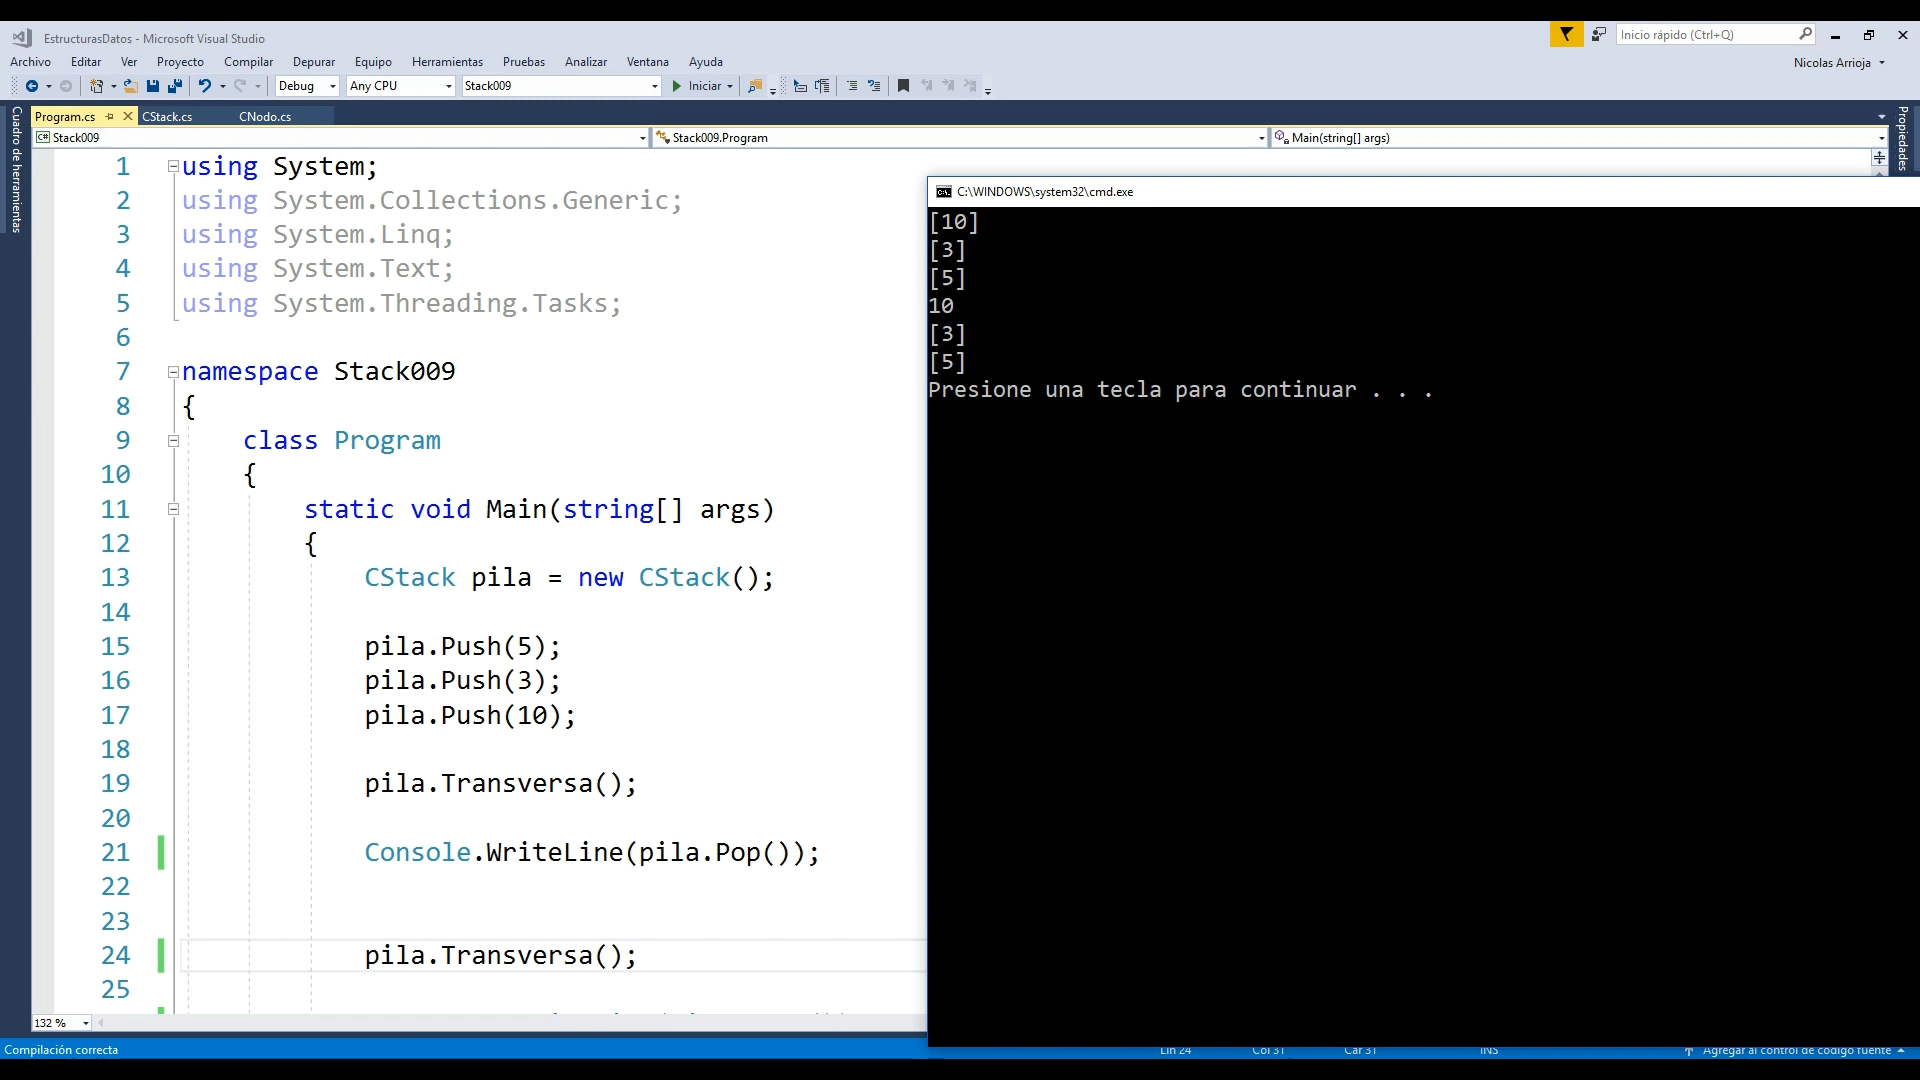 EstructurasDatos - Microsoft Visual Studio
Inicio rápido (Ctrl+Q)
Archivo Editar Ver Proyecto Compilar Depurar Equipo Herramientas Pruebas Analizar Ventana Ayuda
Nicolas Arrioja
Debug Any CPU Stack009 Iniciar
Cuadro de herramientas
Program.cs CStack.cs CNodo.cs
Propiedades
Stack009 Stack009.Program Main(string[] args)
1 using System;
2 using System.Collections.Generic;
3 using System.Linq;
4 using System.Text;
5 using System.Threading.Tasks;
6
7 namespace Stack009
8 {
9 class Program
10 {
11 static void Main(string[] args)
12 {
13 CStack pila = new CStack();
14
15 pila.Push(5);
16 pila.Push(3);
17 pila.Push(10);
18
19 pila.Transversa();
20
21 Console.WriteLine(pila.Pop());
22
23
24 pila.Transversa();
25
C:\WINDOWS\system32\cmd.exe
[10]
[3]
[5]
10
[3]
[5]
Presione una tecla para continuar . . .
132 %
Compilación correcta
Lín 24 Col 31 Car 31 INS Agregar al control de código fuente